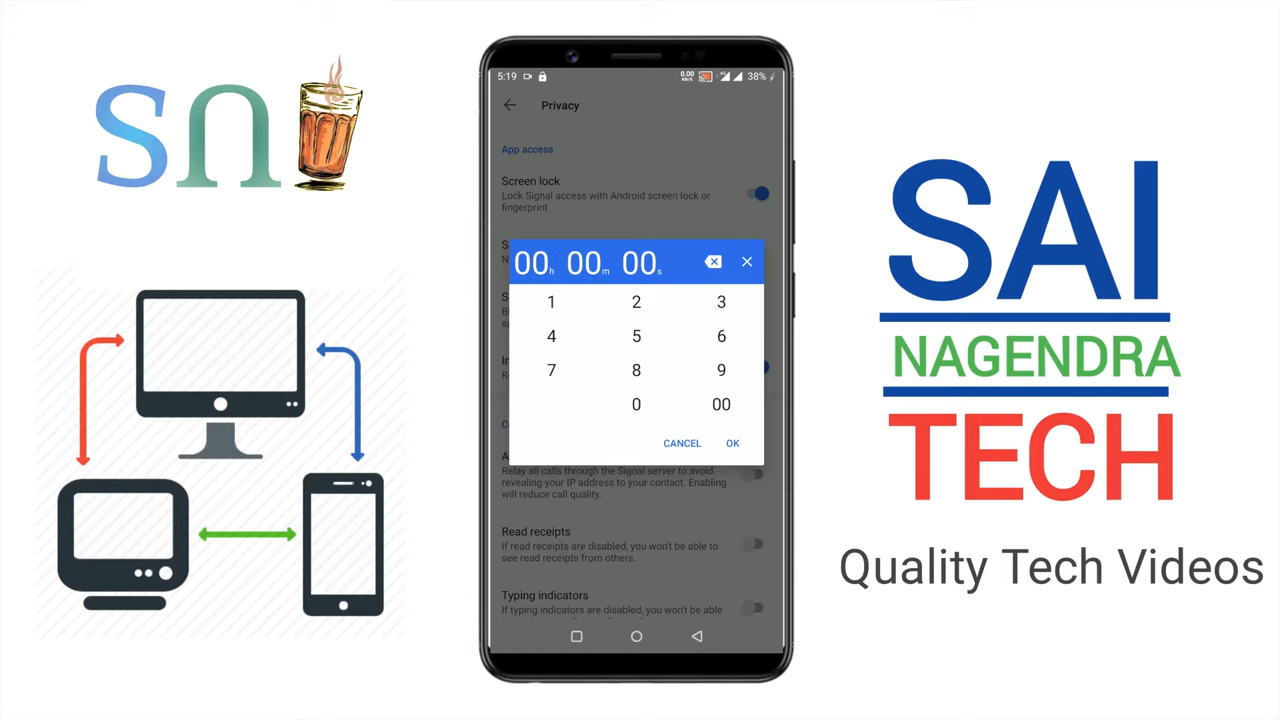 sn
5:19
0.00
KB/S
4G
38%
Privacy
App access
Screen lock
Lock Signal access with Android screen lock or
fingerprint
00h 00m 00s
1 2 3
4 5 6
7 8 9
0 00
CANCEL OK
Relay all calls through the Signal server to avoid
revealing your IP address to your contact. Enabling
will reduce call quality.
Read receipts
If read receipts are disabled, you won't be able to
see read receipts from others.
Typing indicators
If typing indicators are disabled, you won't be able
SAI
NAGENDRA
TECH
Quality Tech Videos